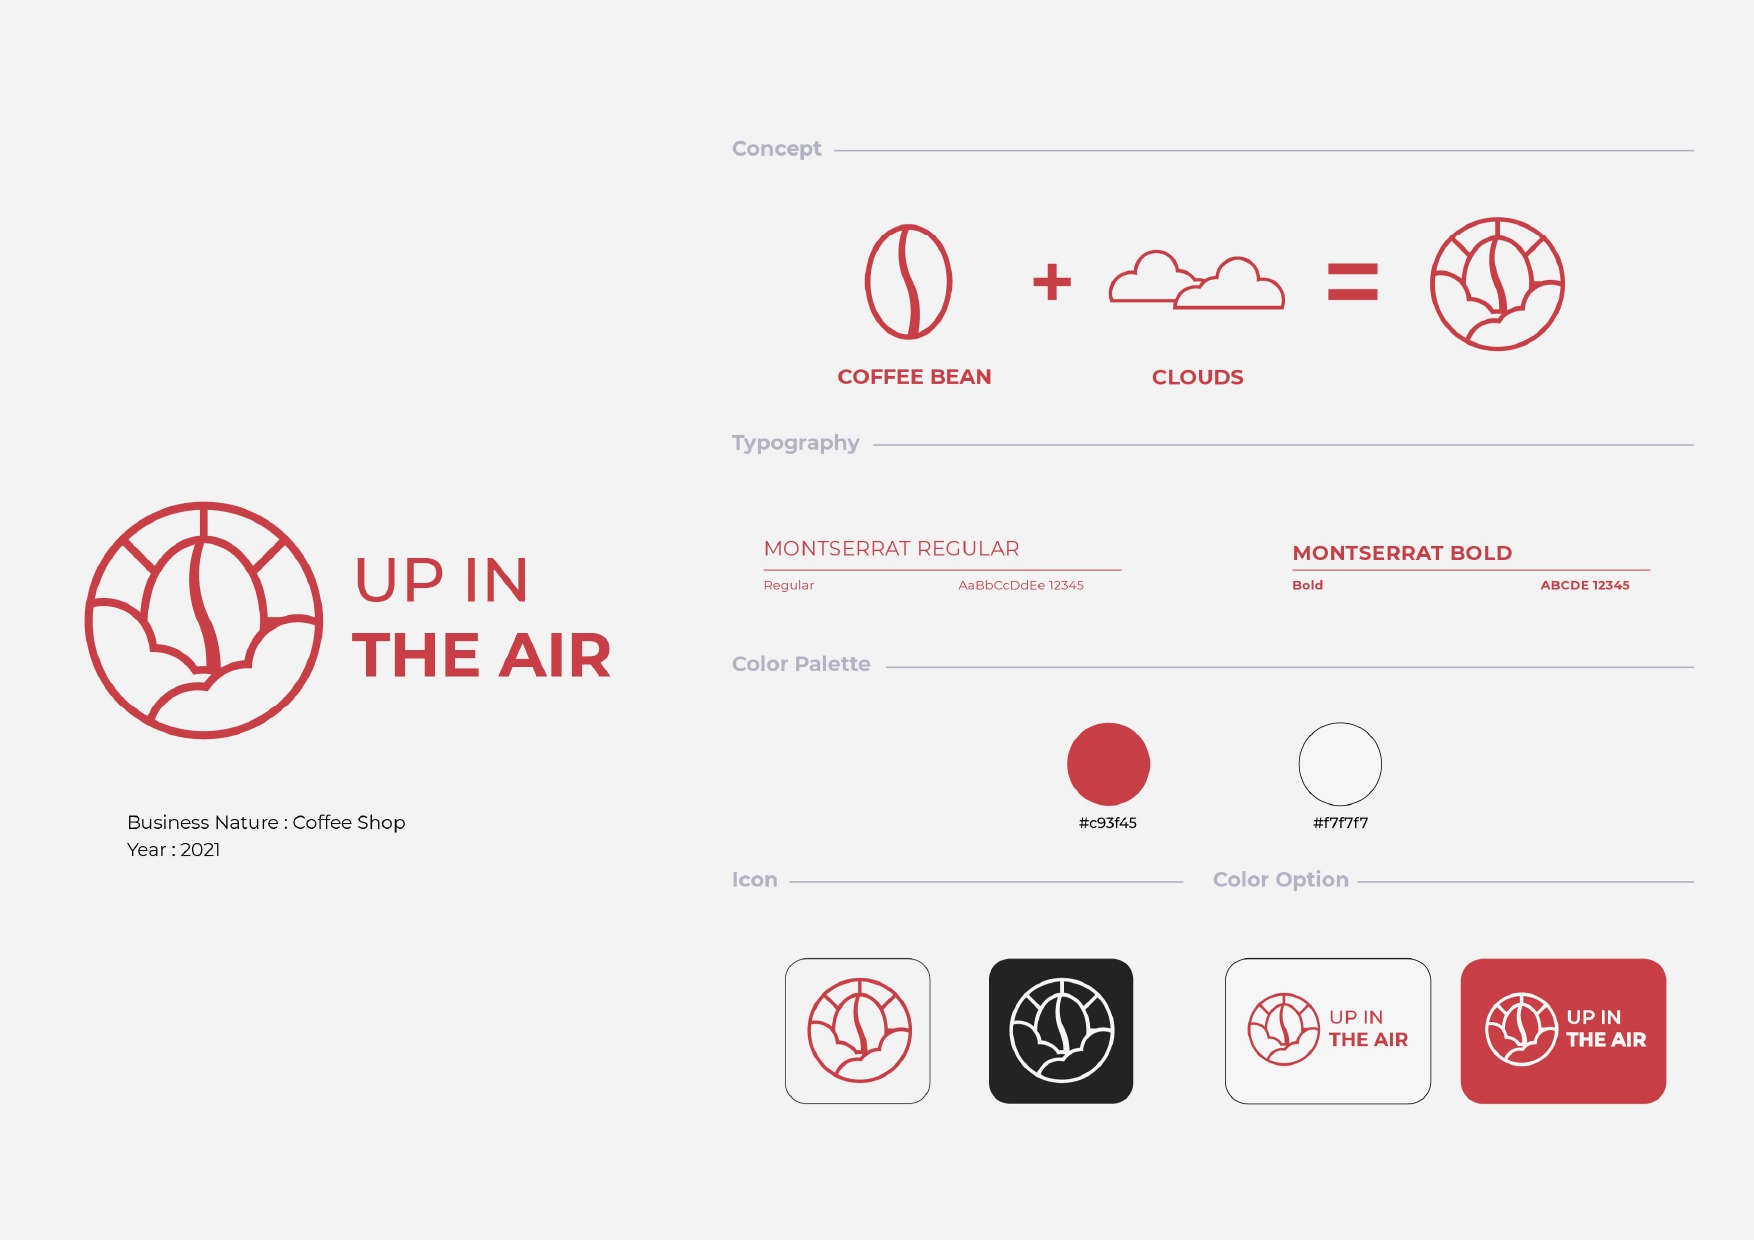 UP IN
THE AIR
Business Nature : Coffee Shop
Year : 2021
Concept
+
=
COFFEE BEAN
CLOUDS
Typography
MONTSERRAT REGULAR
Regular AaBbCcDdEe 12345
MONTSERRAT BOLD
Bold ABCDE 12345
Color Palette
#c93f45
#f7f7f7
Icon
Color Option
UP IN
THE AIR
UP IN
THE AIR